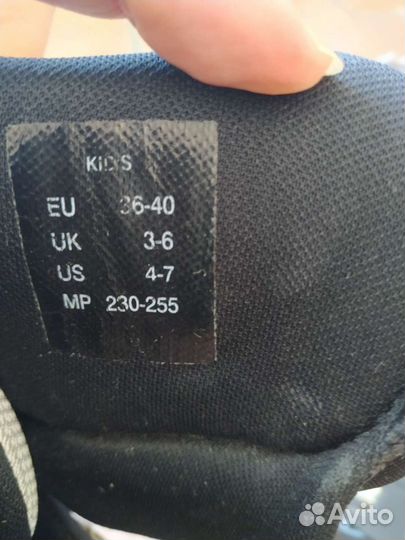 KIDS
EU 36-40
UK 3-6
US 4-7
MP 230-255
Avito